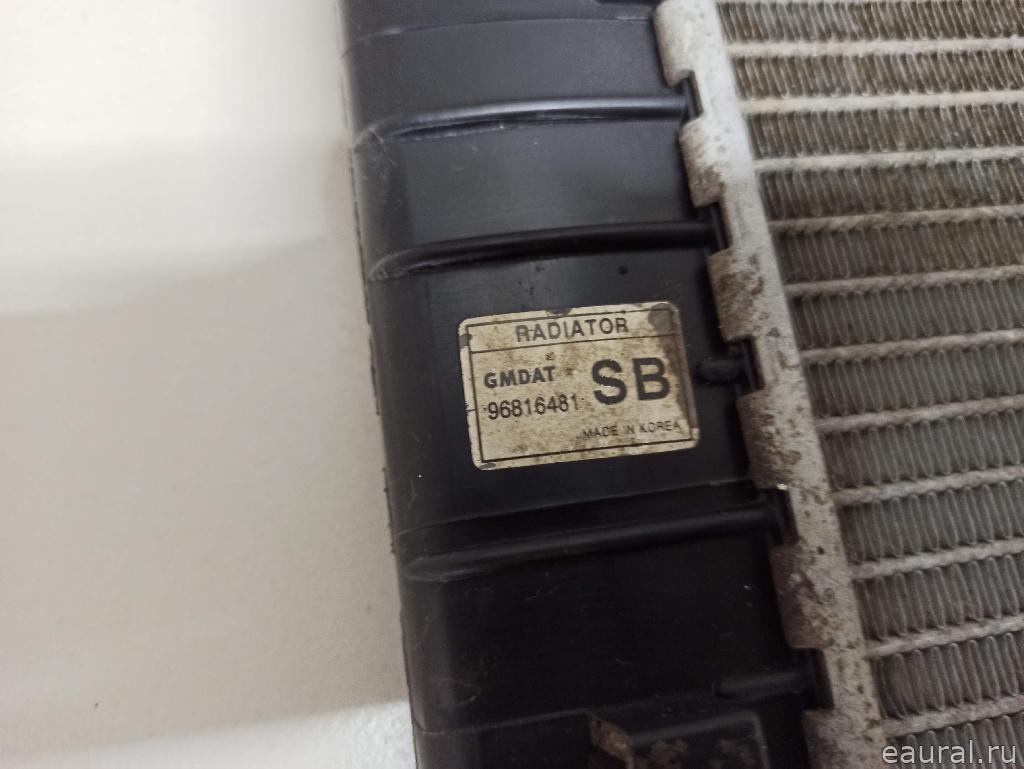 RADIATOR
GMDAT SB
96816481
MADE IN KOREA
eaural.ru